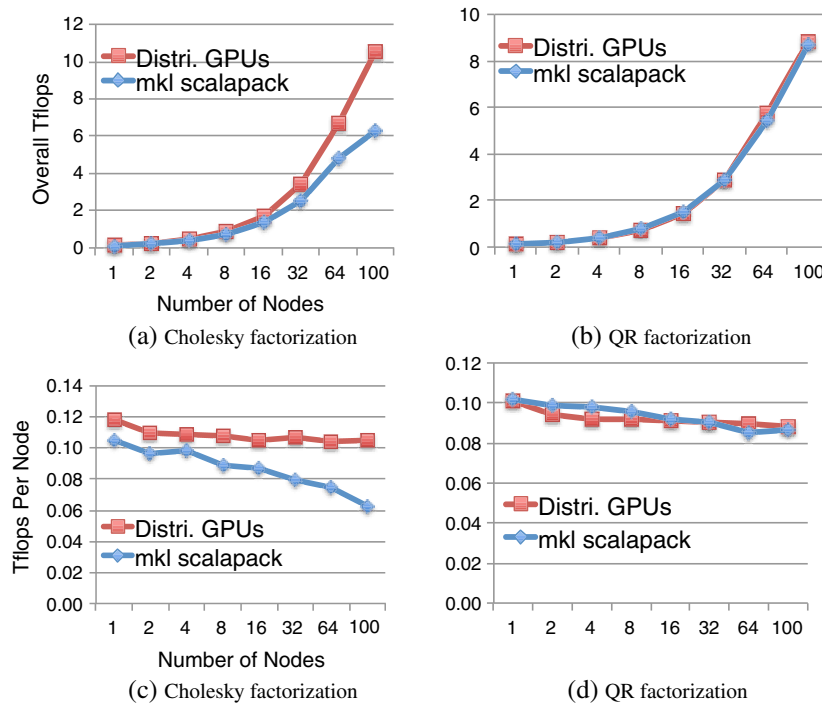 12
10
8
6
4
2
0
Overall Tflops
Distri. GPUs
mkl scalapack
1 2 4 8 16 32 64 100
Number of Nodes
(a) Cholesky factorization
10
8
6
4
2
0
Distri. GPUs
mkl scalapack
1 2 4 8 16 32 64 100
(b) QR factorization
0.14
0.12
0.10
0.08
0.06
0.04
0.02
0.00
Tflops Per Node
Distri. GPUs
mkl scalapack
1 2 4 8 16 32 64 100
Number of Nodes
(c) Cholesky factorization
0.12
0.10
0.08
0.06
0.04
0.02
0.00
Distri. GPUs
mkl scalapack
1 2 4 8 16 32 64 100
(d) QR factorization